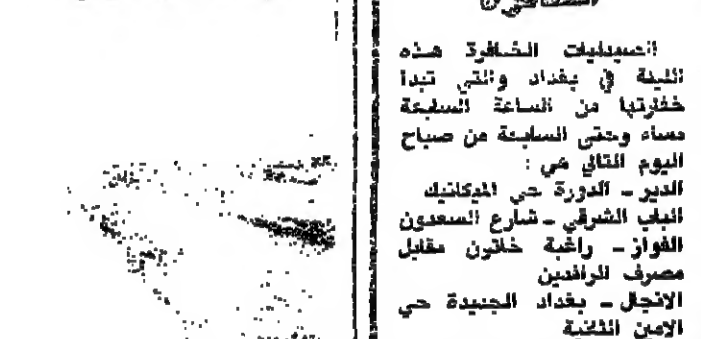 الصيدليات الخافرة هذه
الليلة في بغداد والتي تبدا
خفارتها من الساعة السابعة
مساء وحتى السابعة من صباح
اليوم التالي هي :
الدير ـ الدورة حي الميكانيك
الباب الشرقي ـ شارع السعدون
الفواز ـ راغبة خاتون مقابل
مصرف الرافدين
الانجال ـ بغداد الجديدة حي
الامين الثانية